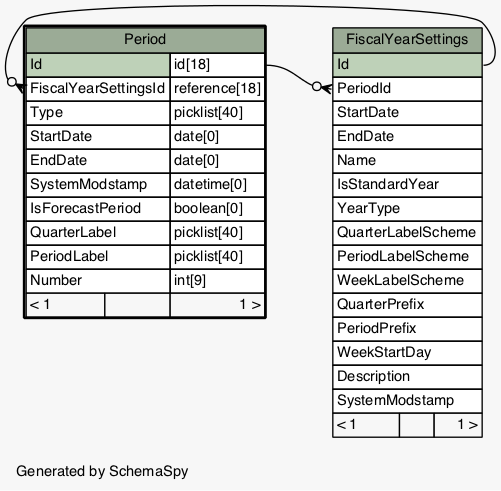 Period
Id id[18]
FiscalYearSettingsId reference[18]
Type picklist[40]
StartDate date[0]
EndDate date[0]
SystemModstamp datetime[0]
IsForecastPeriod boolean[0]
QuarterLabel picklist[40]
PeriodLabel picklist[40]
Number int[9]
< 1 1 >
FiscalYearSettings
Id
PeriodId
StartDate
EndDate
Name
IsStandardYear
YearType
QuarterLabelScheme
PeriodLabelScheme
WeekLabelScheme
QuarterPrefix
PeriodPrefix
WeekStartDay
Description
SystemModstamp
< 1 1 >
Generated by SchemaSpy